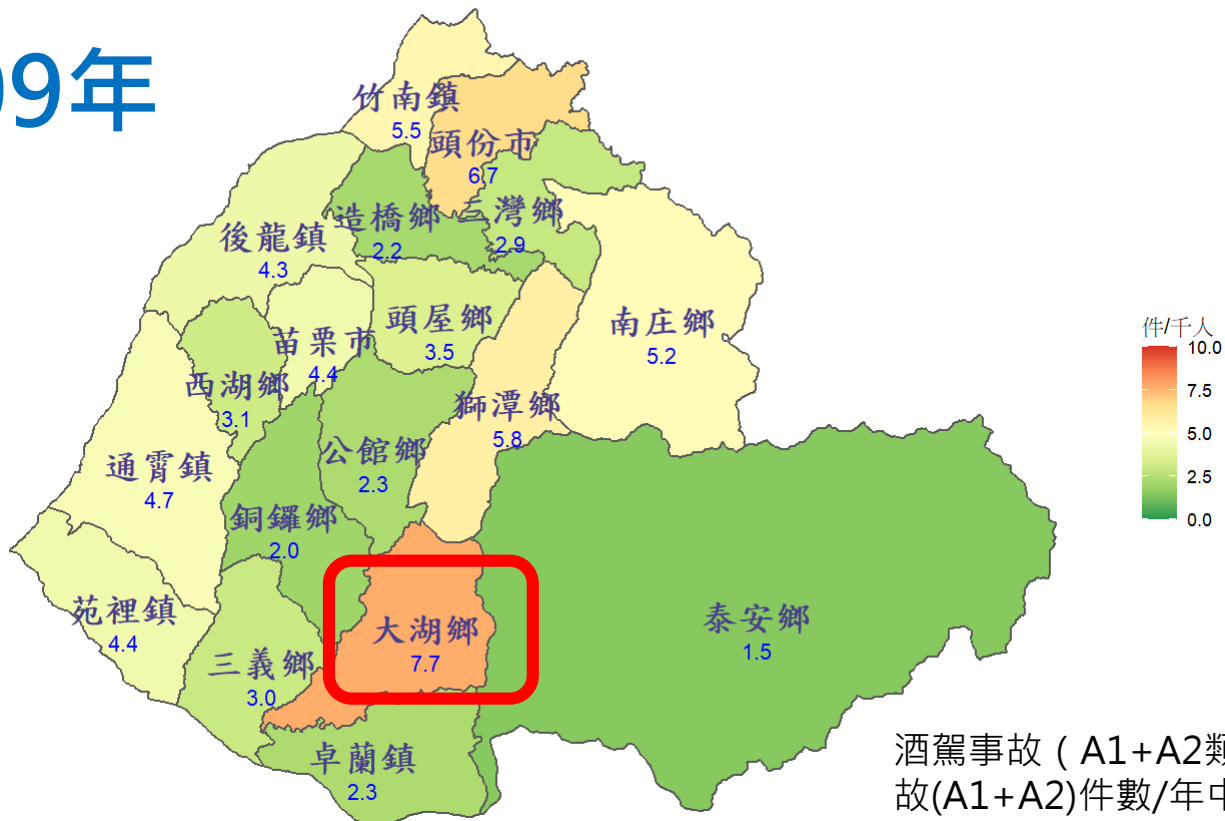 09年
竹南鎮
5.5
頭份市
6.7
造橋鄉
2.2
三灣鄉
2.9
後龍鎮
4.3
頭屋鄉
3.5
南庄鄉
5.2
苗栗市
4.4
西湖鄉
3.1
獅潭鄉
5.8
公館鄉
2.3
通霄鎮
4.7
銅鑼鄉
2.0
苑裡鎮
4.4
三義鄉
3.0
大湖鄉
7.7
泰安鄉
1.5
卓蘭鎮
2.3
件/千人
10.0
7.5
5.0
2.5
0.0
酒駕事故（A1+A2類
故(A1+A2)件數/年中